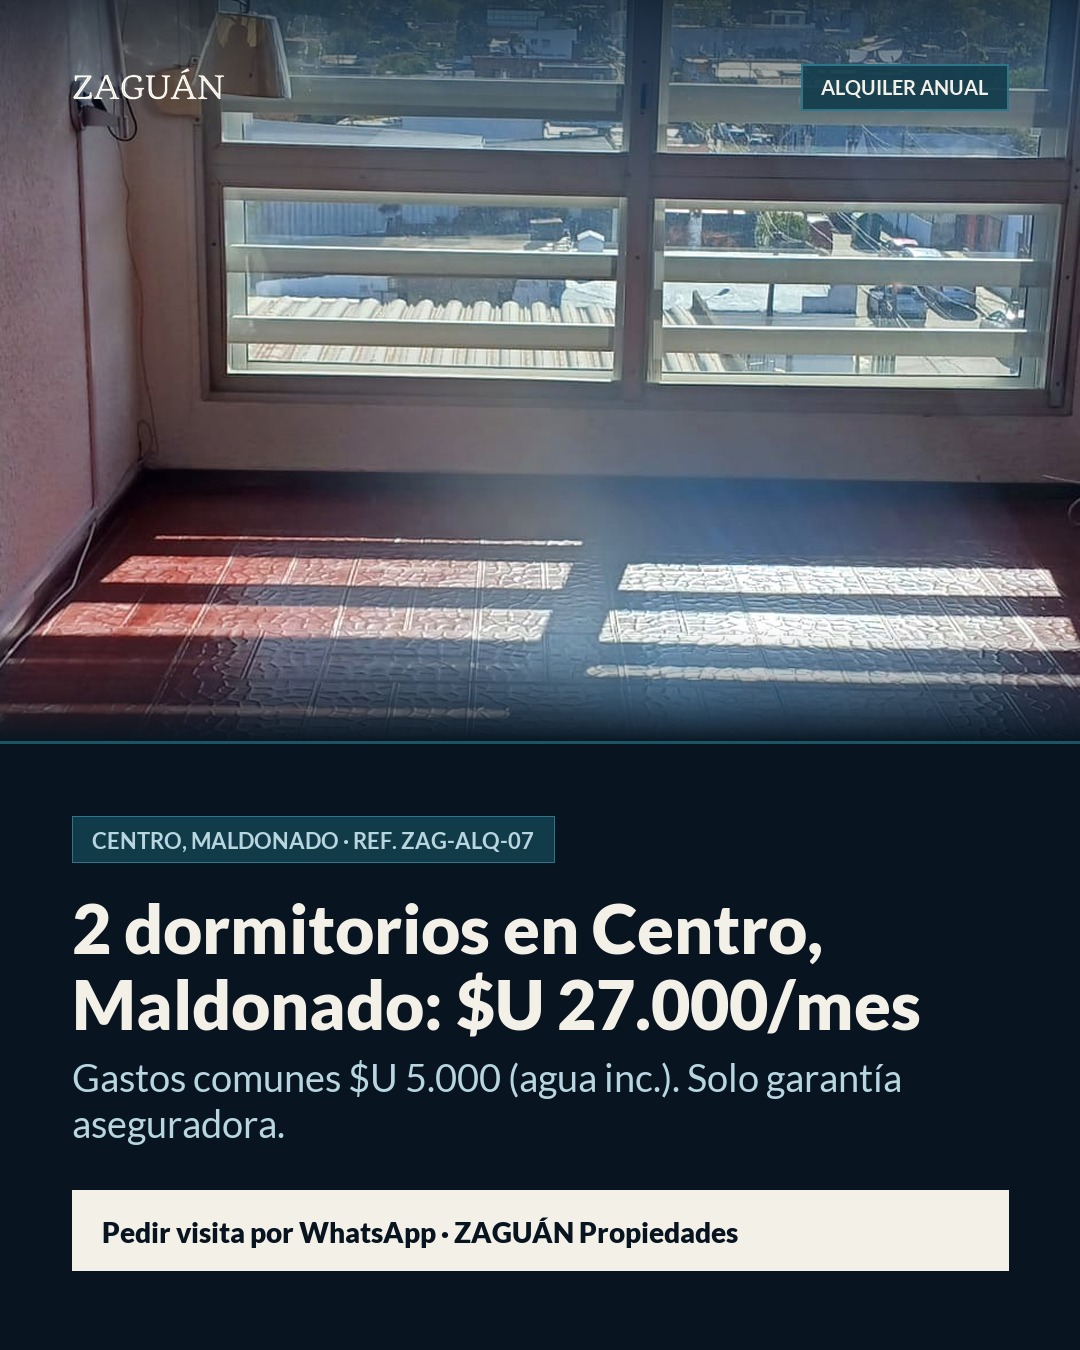 ZAGUÁN
ALQUILER ANUAL
CENTRO, MALDONADO · REF. ZAG-ALQ-07
2 dormitorios en Centro,
Maldonado: $U 27.000/mes
Gastos comunes $U 5.000 (agua inc.). Solo garantía
aseguradora.
Pedir visita por WhatsApp · ZAGUÁN Propiedades